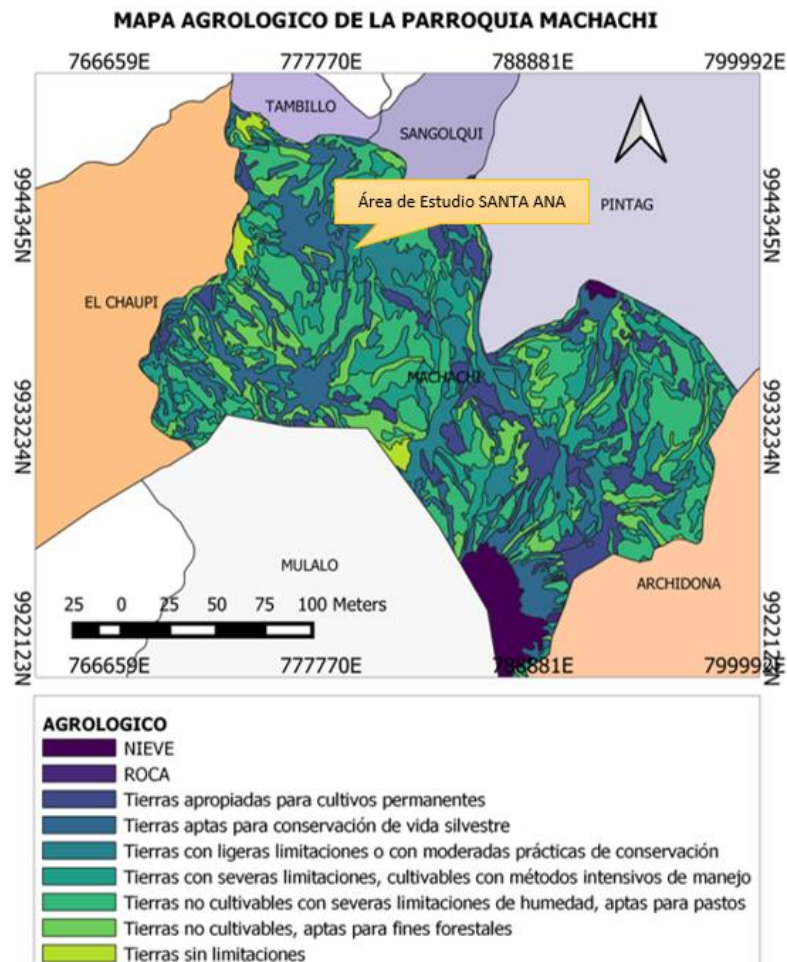 MAPA AGROLOGICO DE LA PARROQUIA MACHACHI
766659E 777770E 788881E 799992E
TAMBILLO
SANGOLQUI
9944345N
Área de Estudio SANTA ANA
PINTAG
9944345N
EL CHAUPI
MACHACHI
9933234N
9933234N
MULALO
ARCHIDONA
25 0 25 50 75 100 Meters
9922123N
9922123N
766659E 777770E 788881E 799992E
AGROLOGICO
NIEVE
ROCA
Tierras apropiadas para cultivos permanentes
Tierras aptas para conservación de vida silvestre
Tierras con ligeras limitaciones o con moderadas prácticas de conservación
Tierras con severas limitaciones, cultivables con métodos intensivos de manejo
Tierras no cultivables con severas limitaciones de humedad, aptas para pastos
Tierras no cultivables, aptas para fines forestales
Tierras sin limitaciones